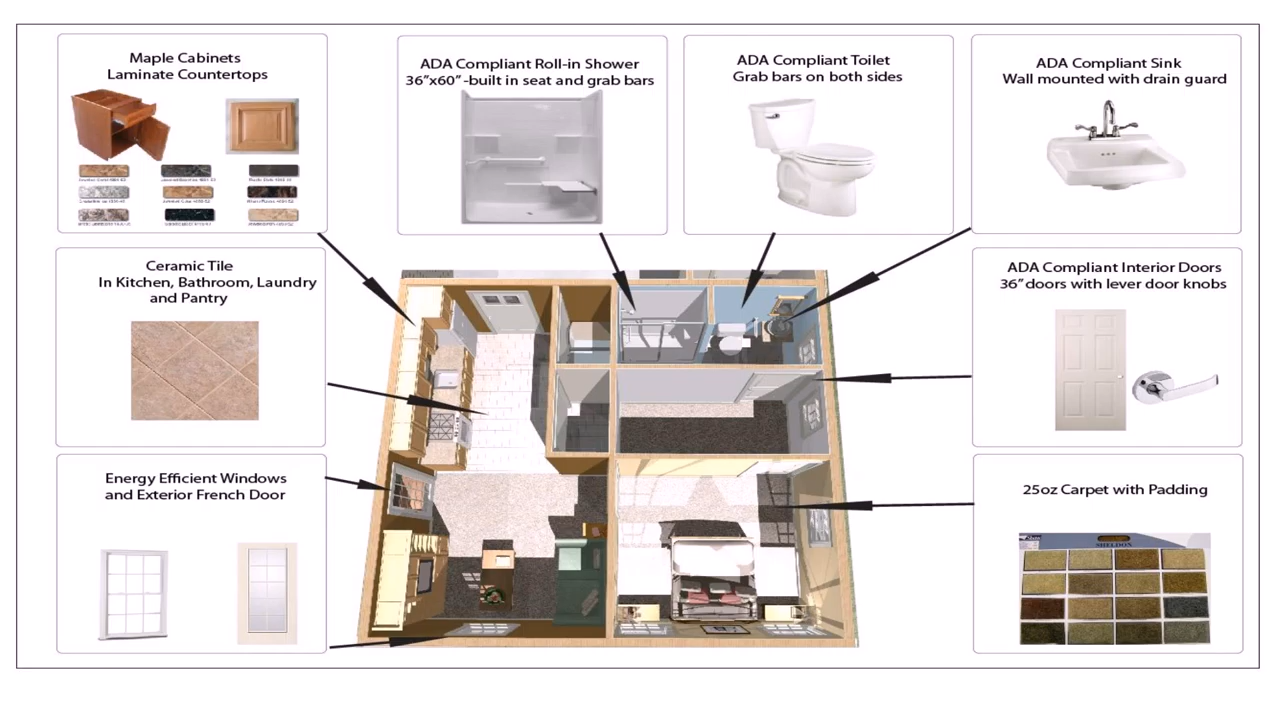 Maple Cabinets
Laminate Countertops
ADA Compliant Roll-in Shower
36”x60” -built in seat and grab bars
ADA Compliant Toilet
Grab bars on both sides
ADA Compliant Sink
Wall mounted with drain guard
Ceramic Tile
In Kitchen, Bathroom, Laundry
and Pantry
ADA Compliant Interior Doors
36” doors with lever door knobs
Energy Efficient Windows
and Exterior French Door
25oz Carpet with Padding
SHELDON